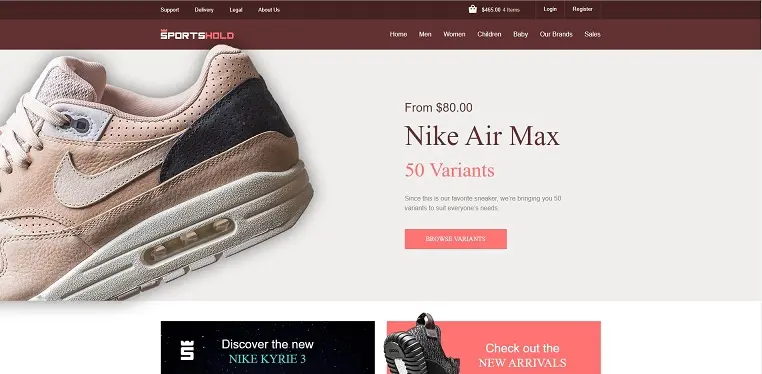 Support Delivery Legal About Us $465.00 4 Items Login Register
SPORTSHOLD Home Men Women Children Baby Our Brands Sales
From $80.00
Nike Air Max
50 Variants
Since this is our favorite sneaker, we're bringing you 50
variants to suit everyone's needs.
BROWSE VARIANTS
Discover the new
NIKE KYRIE 3
Check out the
NEW ARRIVALS